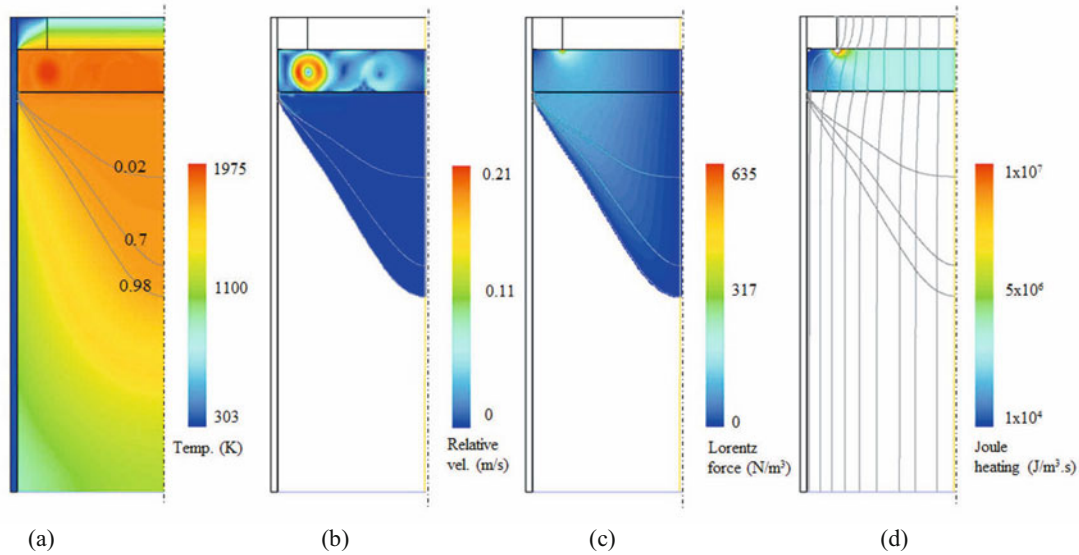 0.02
0.7
0.98
1975
1100
303
Temp. (K)
0.21
0.11
0
Relative
vel. (m/s)
635
317
0
Lorentz
force (N/m³)
1x10⁷
5x10⁶
1x10⁴
Joule
heating (J/m³.s)
(a)
(b)
(c)
(d)